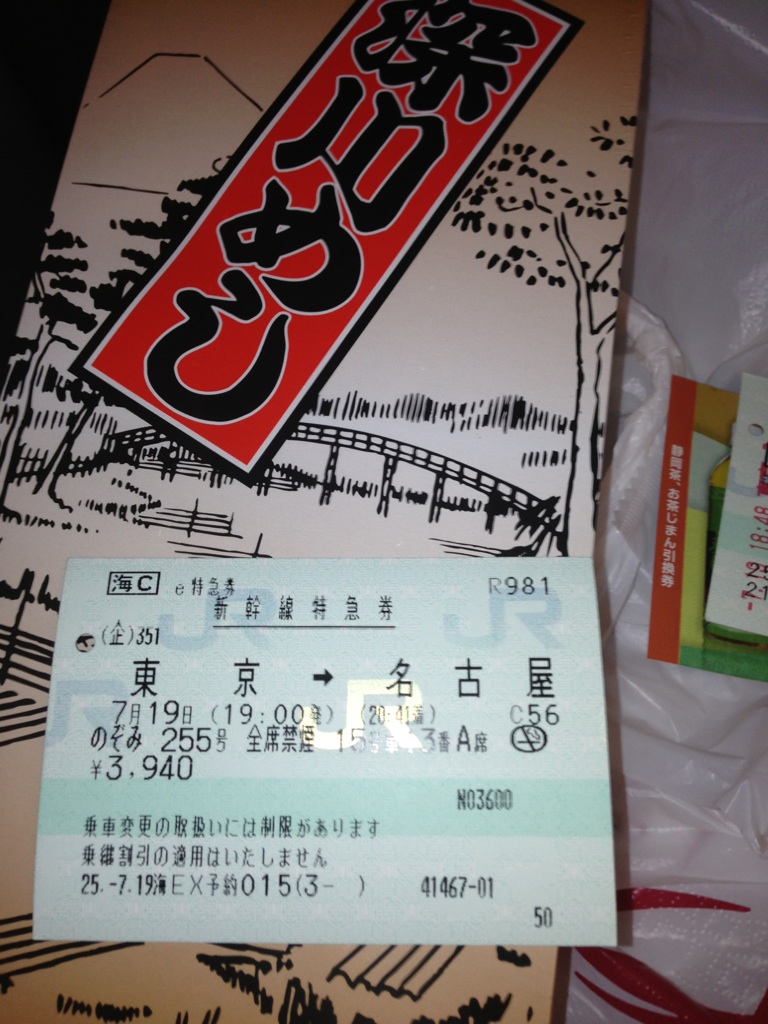 深川めし
静岡茶、お茶じまん引換券
18:48
海C e特急券 R981
新幹線特急券
(企)351
東京 → 名古屋
7月19日 (19:00発) (20:41着) C56
のぞみ 255号 全席禁煙 15号車 3番A席
¥3,940
N03600
乗車変更の取扱いには制限があります
乗継割引の適用はいたしません
25.-7.19海EX予約015(3- ) 41467-01
50